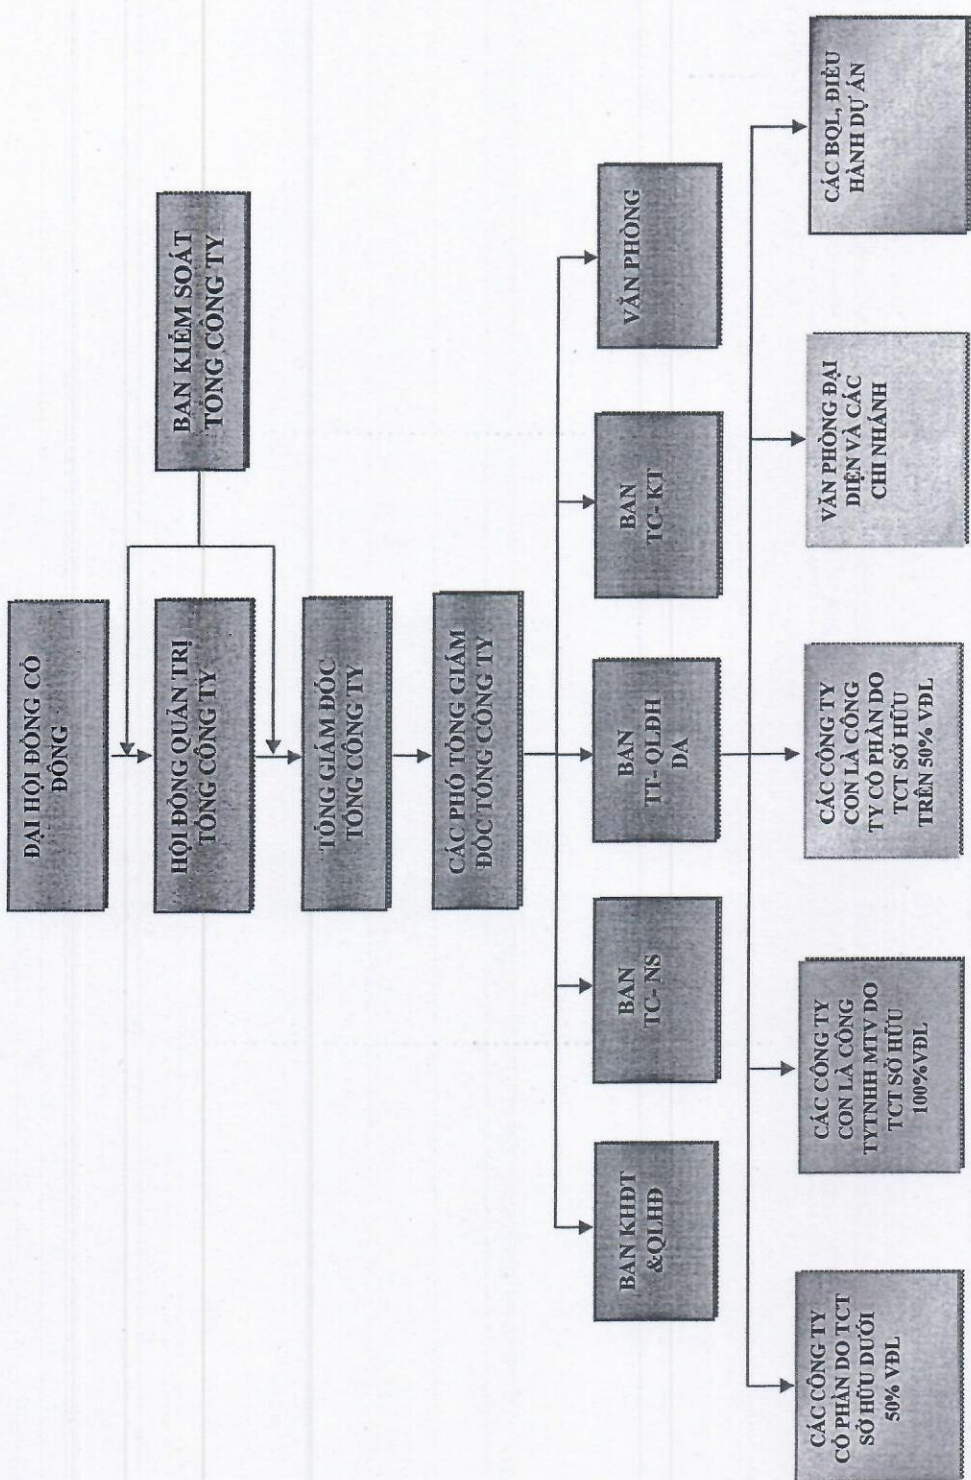 ĐẠI HỘI ĐỒNG CỔ
ĐÔNG
BAN KIỂM SOÁT
TỔNG CÔNG TY
HỘI ĐỒNG QUẢN TRỊ
TỔNG CÔNG TY
TỔNG GIÁM ĐỐC
TỔNG CÔNG TY
CÁC PHÓ TỔNG GIÁM
ĐỐC TỔNG CÔNG TY
BAN KHĐT
&QLHĐ
BAN
TC- NS
BAN
TT- QLĐH
DA
BAN
TC- KT
VĂN PHÒNG
CÁC CÔNG TY
CỔ PHẦN DO TCT
SỞ HỮU DƯỚI
50% VĐL
CÁC CÔNG TY
CON LÀ CÔNG
TYTNHH MTV DO
TCT SỞ HỮU
100%VĐL
CÁC CÔNG TY
CON LÀ CÔNG
TY CỔ PHẦN DO
TCT SỞ HỮU
TRÊN 50% VĐL
VĂN PHÒNG ĐẠI
DIỆN VÀ CÁC
CHI NHÁNH
CÁC BQL, ĐIỀU
HÀNH DỰ ÁN